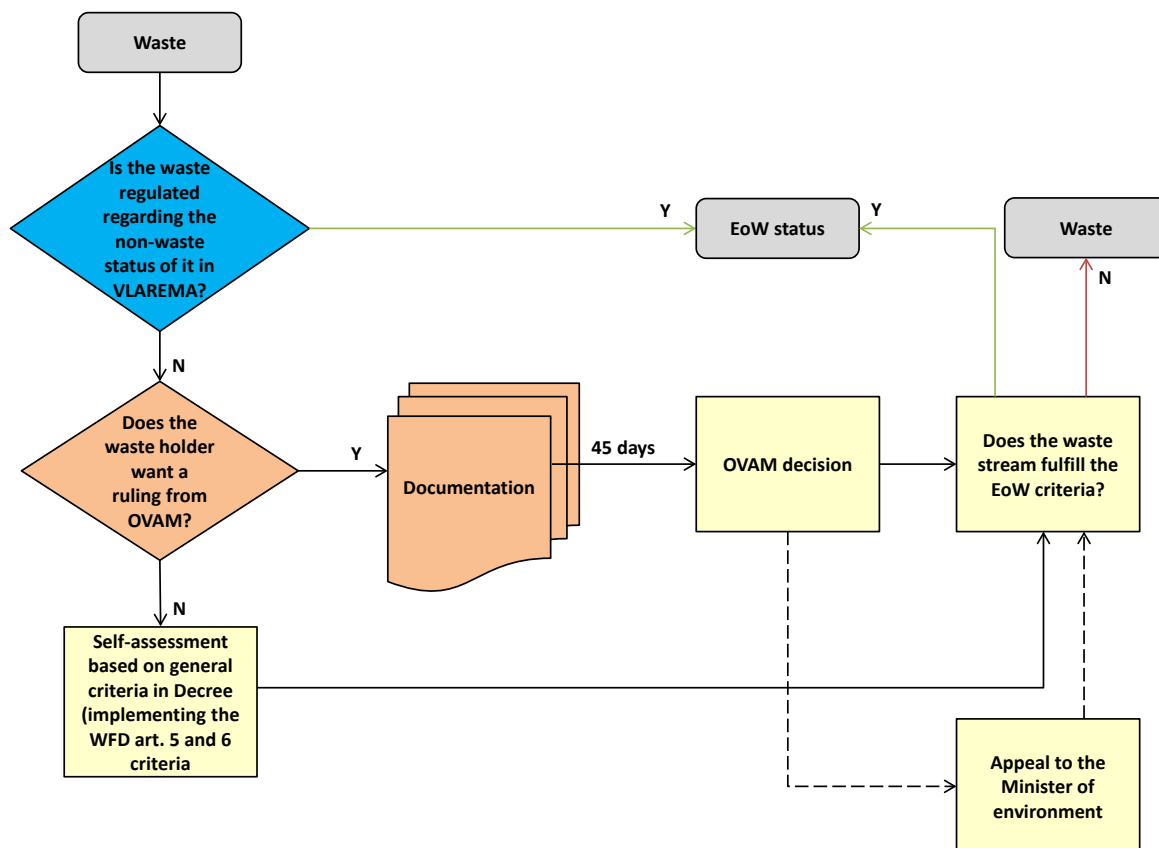 Waste
Is the waste
regulated
regarding the
non-waste
status of it in
VLAREMA?
Y
EoW status
Y
Waste
N
N
Does the
waste holder
want a
ruling from
OVAM?
Y
Documentation
45 days
OVAM decision
Does the waste
stream fulfill the
EoW criteria?
N
Self-assessment
based on general
criteria in Decree
(implementing the
WFD art. 5 and 6
criteria
Appeal to the
Minister of
environment